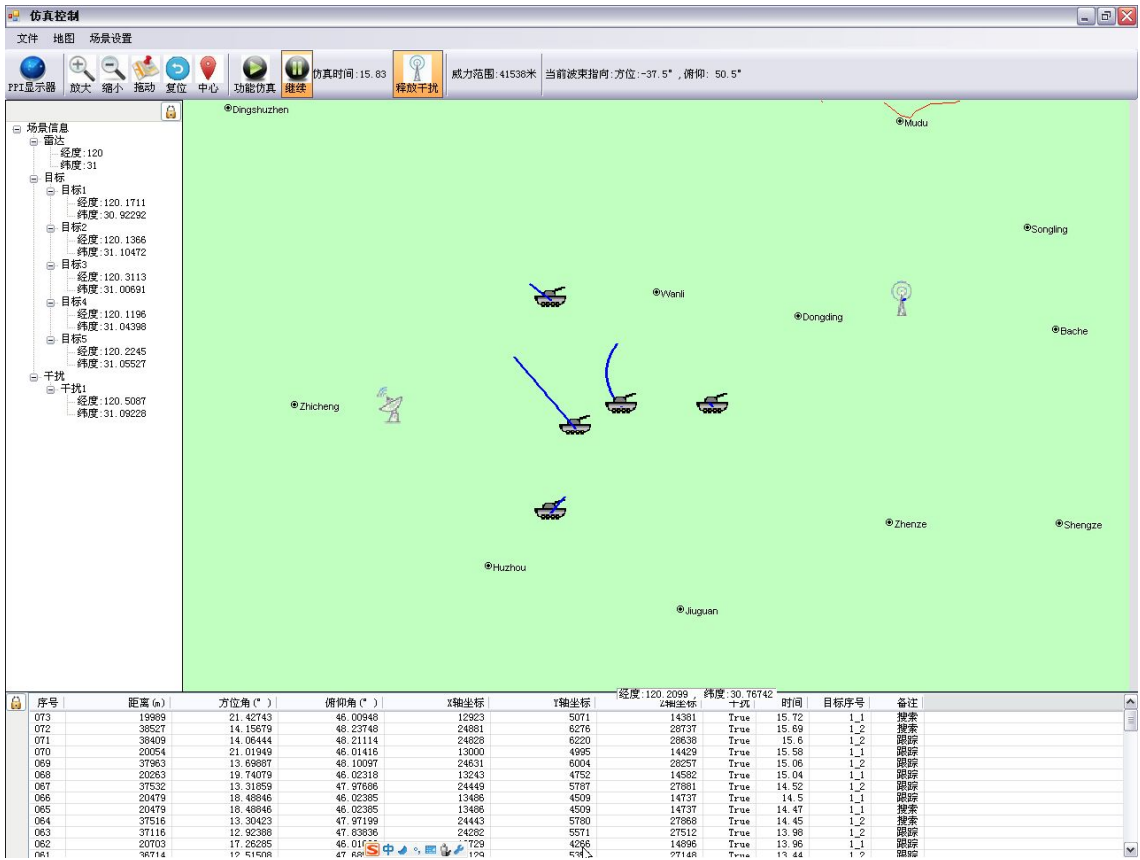 仿真控制
文件 地图 场景设置
PPI显示器 放大 缩小 拖动 复位 中心 功能仿真 继续 仿真时间:15.83 释放干扰 威力范围:41538米 当前波束指向:方位:-37.5°,俯仰: 50.5°
场景信息
雷达
经度:120
纬度:31
目标
目标1
经度:120.1711
纬度:30.92292
目标2
经度:120.1366
纬度:31.10472
目标3
经度:120.3113
纬度:31.00691
目标4
经度:120.1196
纬度:31.04398
目标5
经度:120.2245
纬度:31.05527
干扰
干扰1
经度:120.5087
纬度:31.09228
Dingshuzhen
Mudu
Songling
Wanli
Dongding
Bache
Zhicheng
Zhenze
Shengze
Huzhou
Jiuguan
经度:120.2099 , 纬度:30.76742
序号 距离(m) 方位角(°) 俯仰角(°) X轴坐标 Y轴坐标 Z轴坐标 干扰 时间 目标序号 备注
073 19989 21.42743 46.00948 12923 5071 14381 True 15.72 1_1 搜索
072 38527 14.15679 48.23748 24881 6276 28737 True 15.69 1_2 搜索
071 38409 14.06444 48.21114 24828 6220 28638 True 15.6 1_2 跟踪
070 20054 21.01949 46.01416 13000 4995 14429 True 15.58 1_1 跟踪
069 37963 13.69887 48.10097 24631 6004 28257 True 15.06 1_2 跟踪
068 20263 19.74079 46.02318 13243 4752 14582 True 15.04 1_1 跟踪
067 37532 13.31859 47.97686 24449 5787 27881 True 14.52 1_2 跟踪
066 20479 18.48846 46.02385 13486 4509 14737 True 14.5 1_1 跟踪
065 20479 18.48846 46.02385 13486 4509 14737 True 14.47 1_1 搜索
064 37516 13.30423 47.97199 24443 5780 27868 True 14.45 1_2 搜索
063 37116 12.92388 47.83836 24282 5571 27512 True 13.98 1_2 跟踪
062 20703 17.26285 46.01 729 4266 14896 True 13.96 1_1 跟踪
061 36714 12.51508 47.68 129 27148 True 13.44 1_2 跟踪
中